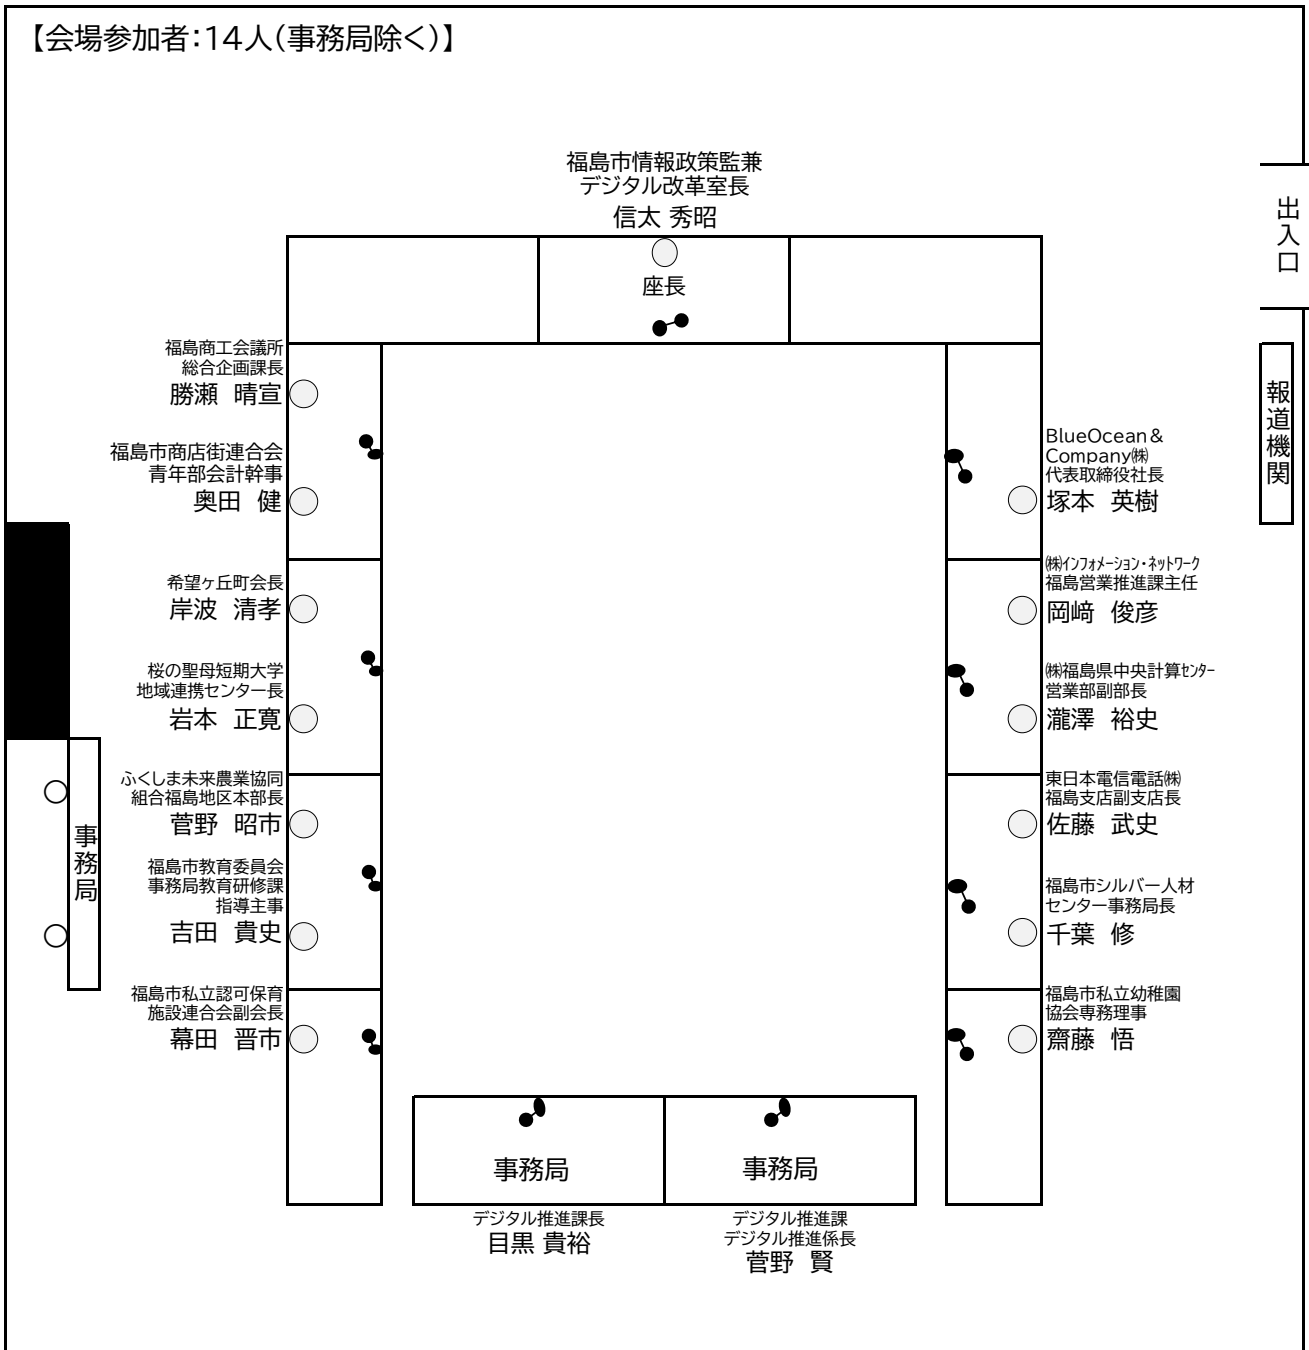 【会場参加者:14人(事務局除く)】
福島市情報政策監兼
デジタル改革室長
信太 秀昭
座長
出入口
報道機関
福島商工会議所
総合企画課長
勝瀬 晴宣
福島市商店街連合会
青年部会計幹事
奥田 健
希望ヶ丘町会長
岸波 清孝
桜の聖母短期大学
地域連携センター長
岩本 正寛
ふくしま未来農業協同
組合福島地区本部長
菅野 昭市
福島市教育委員会
事務局教育研修課
指導主事
吉田 貴史
福島市私立認可保育
施設連合会副会長
幕田 晋市
事務局
BlueOcean&
Company㈱
代表取締役社長
塚本 英樹
㈱インフォメーション・ネットワーク
福島営業推進課主任
岡﨑 俊彦
㈱福島県中央計算センター
営業部副部長
瀧澤 裕史
東日本電信電話㈱
福島支店副支店長
佐藤 武史
福島市シルバー人材
センター事務局長
千葉 修
福島市私立幼稚園
協会専務理事
齋藤 悟
事務局
デジタル推進課長
目黒 貴裕
事務局
デジタル推進課
デジタル推進係長
菅野 賢